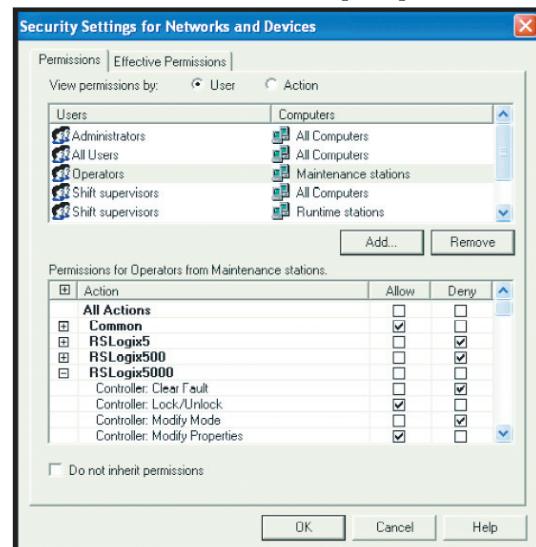 Security Settings for Networks and Devices
Permissions Effective Permissions
View permissions by: User Action
Users Computers
Administrators All Computers
All Users All Computers
Operators Maintenance stations
Shift supervisors All Computers
Shift supervisors Runtime stations
Add... Remove
Permissions for Operators from Maintenance stations.
Action Allow Deny
All Actions
Common
RSLogix5
RSLogix500
RSLogix5000
Controller: Clear Fault
Controller: Lock/Unlock
Controller: Modify Mode
Controller: Modify Properties
Do not inherit permissions
OK Cancel Help